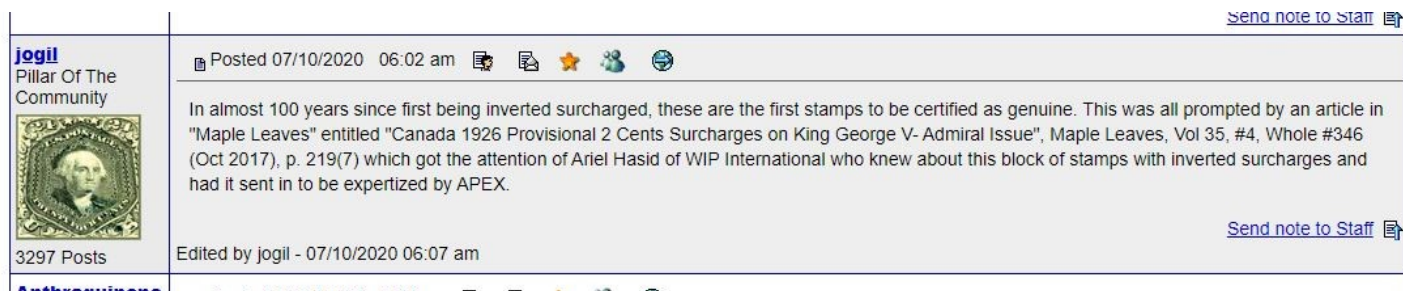 Send note to Staff
jogil
Pillar Of The
Community
3297 Posts
Posted 07/10/2020 06:02 am
In almost 100 years since first being inverted surcharged, these are the first stamps to be certified as genuine. This was all prompted by an article in
"Maple Leaves" entitled "Canada 1926 Provisional 2 Cents Surcharges on King George V- Admiral Issue", Maple Leaves, Vol 35, #4, Whole #346
(Oct 2017), p. 219(7) which got the attention of Ariel Hasid of WIP International who knew about this block of stamps with inverted surcharges and
had it sent in to be expertized by APEX.
Send note to Staff
Edited by jogil - 07/10/2020 06:07 am